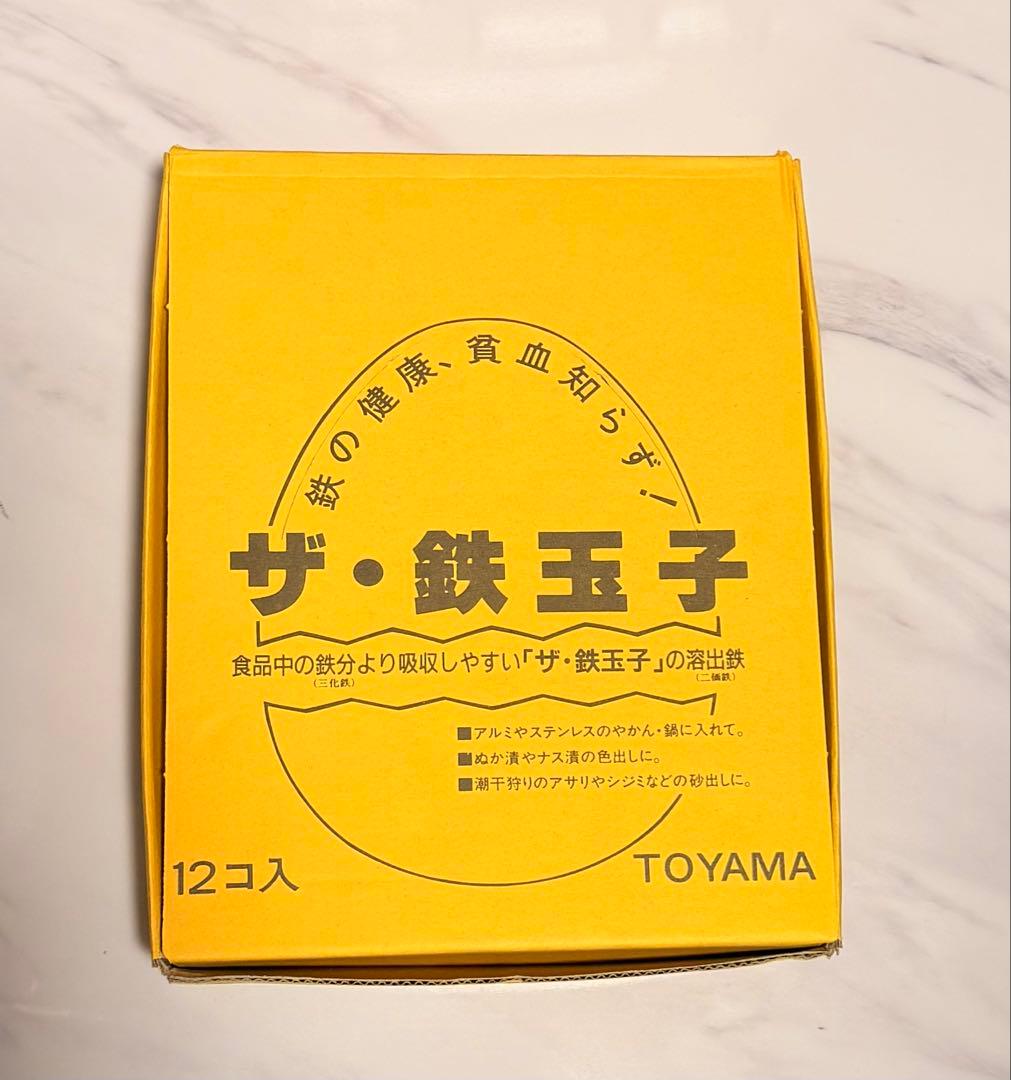 鉄の健康、貧血知らず!
ザ・鉄玉子
食品中の鉄分より吸収しやすい「ザ・鉄玉子」の溶出鉄
(三化鉄) (二価鉄)
■アルミやステンレスのやかん・鍋に入れて。
■ぬか漬やナス漬の色出しに。
■潮干狩りのアサリやシジミなどの砂出しに。
12コ入
TOYAMA